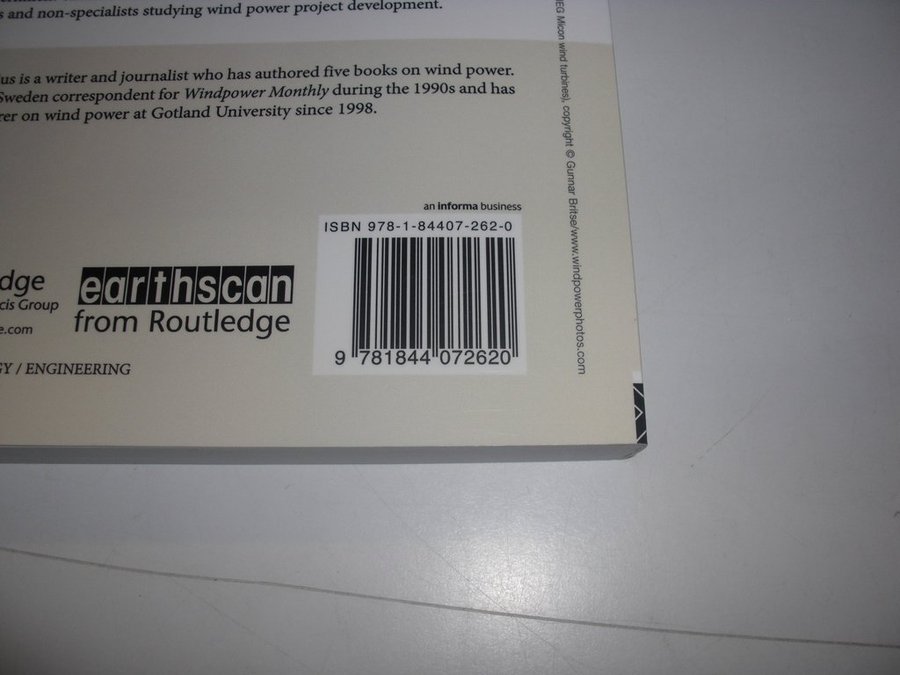 s and non-specialists studying wind power project development.
us is a writer and journalist who has authored five books on wind power.
Sweden correspondent for Windpower Monthly during the 1990s and has
rer on wind power at Gotland University since 1998.
an informa business
ISBN 978-1-84407-262-0
9 781844 072620
dge
cis Group
e.com
earthscan
from Routledge
GY / ENGINEERING
NEG Micon wind turbines), copyright © Gunnar Britse/www.windpowerphotos.com